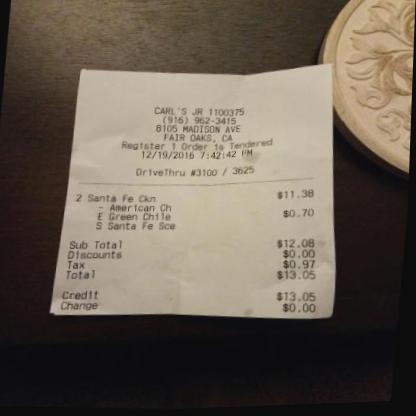 CARL'S JR 1100375
(916) 962-3415
8105 MADISON AVE
FAIR OAKS, CA
Register 1 Order is Tendered
12/19/2016 7:42:42 PM
DriveThru #3100 / 3625
2 Santa Fe Ckn $11.38
- American Ch
E Green Chile $0.70
S Santa Fe Sce
Sub Total $12.08
Discounts $0.00
Tax $0.97
Total $13.05
Credit $13.05
Change $0.00